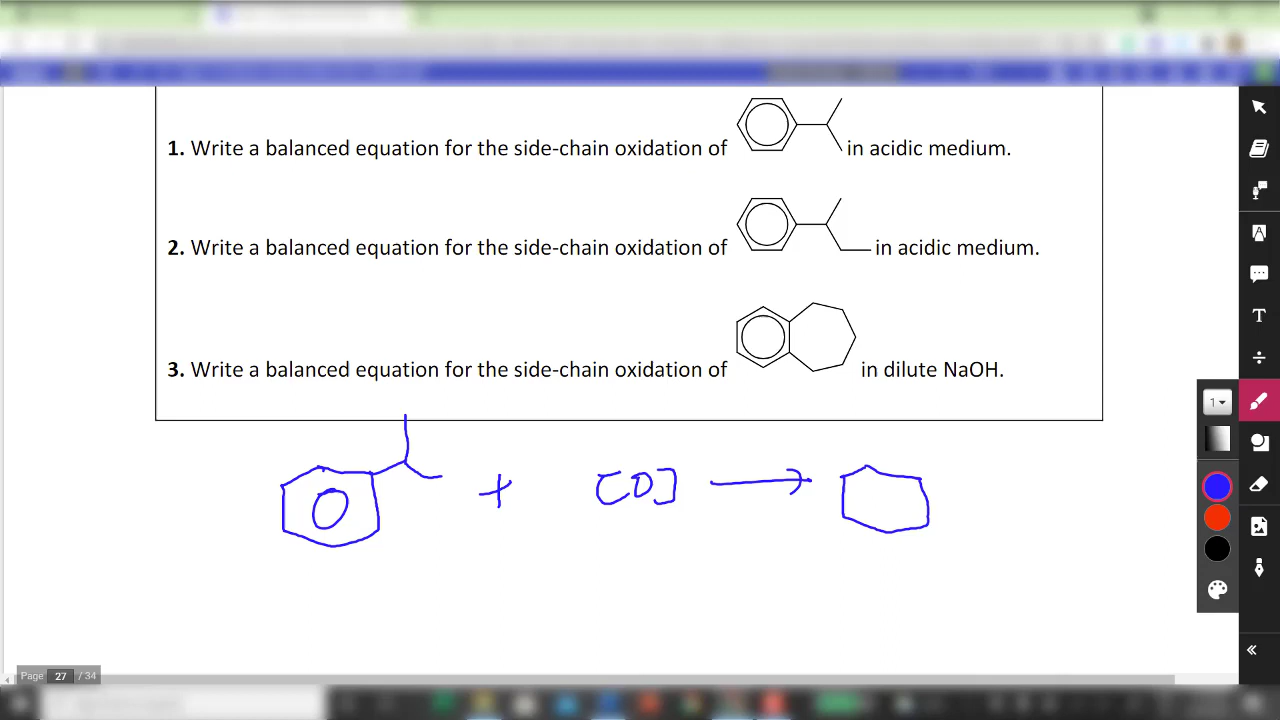 1. Write a balanced equation for the side-chain oxidation of in acidic medium.
2. Write a balanced equation for the side-chain oxidation of in acidic medium.
3. Write a balanced equation for the side-chain oxidation of in dilute NaOH.
+ [O] →
1
T
÷
Page 27 / 34